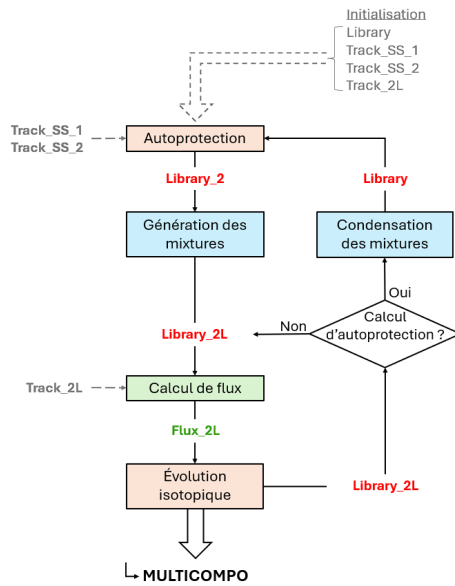 Initialisation
Library
Track_SS_1
Track_SS_2
Track_2L
Track_SS_1
Track_SS_2
Autoprotection
Library_2
Library
Génération des
mixtures
Condensation
des mixtures
Oui
Calcul
d'autoprotection ?
Non
Library_2L
Track_2L
Calcul de flux
Flux_2L
Évolution
isotopique
Library_2L
MULTICOMPO